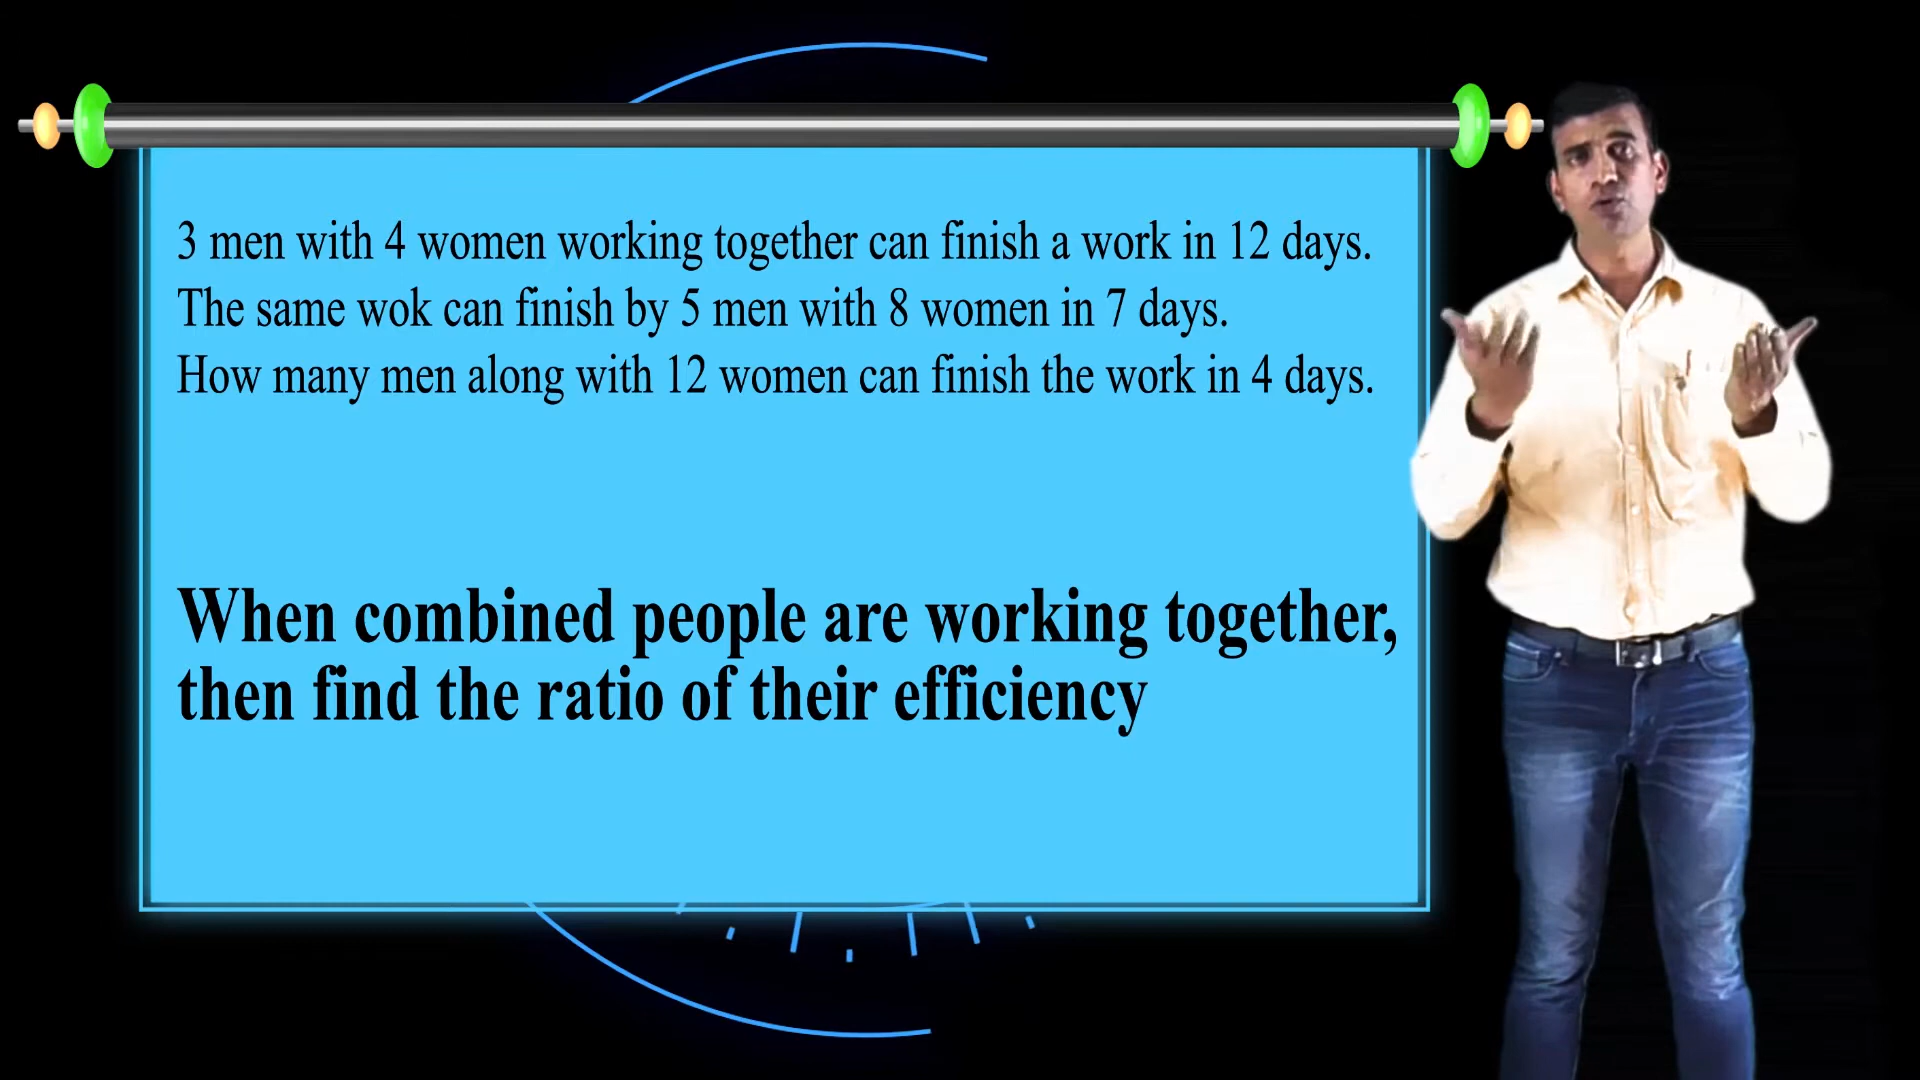 3 men with 4 women working together can finish a work in 12 days.
The same wok can finish by 5 men with 8 women in 7 days.
How many men along with 12 women can finish the work in 4 days.
When combined people are working together,
then find the ratio of their efficiency